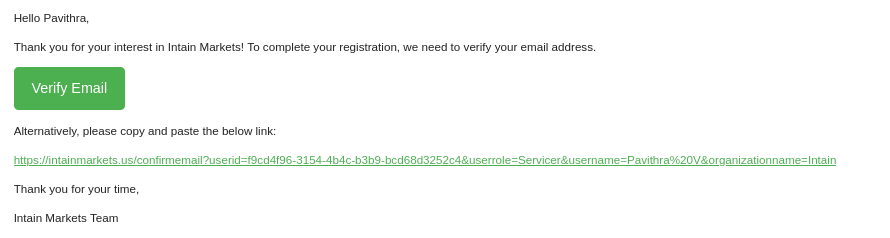 Hello Pavithra,
Thank you for your interest in Intain Markets! To complete your registration, we need to verify your email address.
Verify Email
Alternatively, please copy and paste the below link:
https://intainmarkets.us/confirmemail?userid=f9cd4f96-3154-4b4c-b3b9-bcd68d3252c4&userrole=Servicer&username=Pavithra%20V&organizationname=Intain
Thank you for your time,
Intain Markets Team